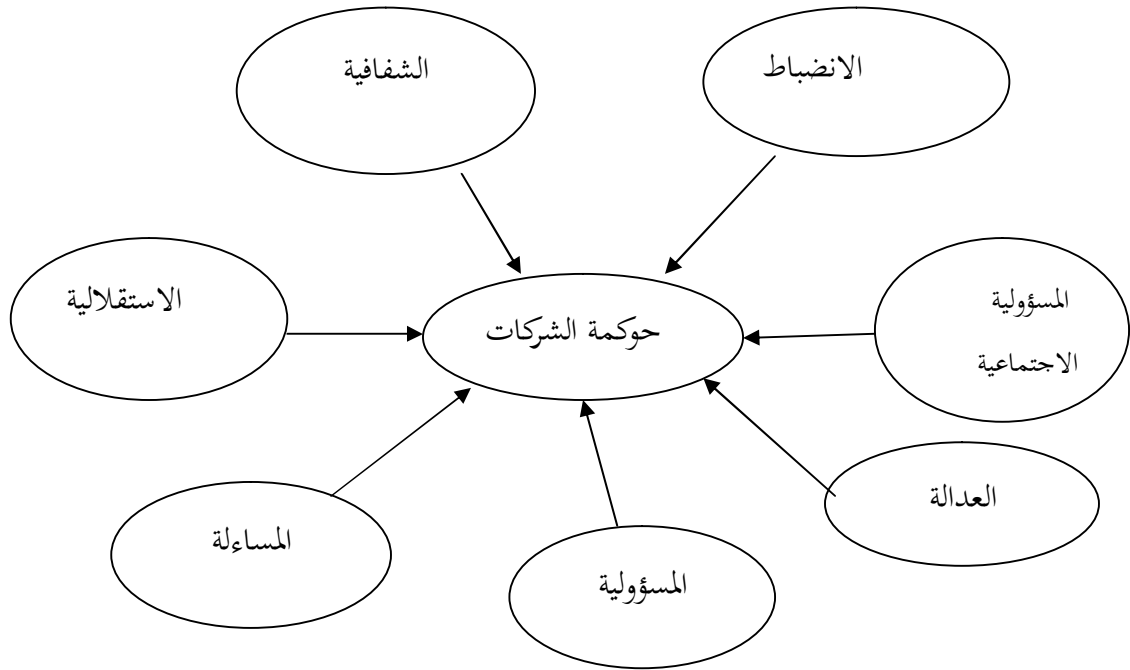 الانضباط
الشفافية
المسؤولية
الاجتماعية
الاستقلالية
حوكمة الشركات
العدالة
المساءلة
المسؤولية